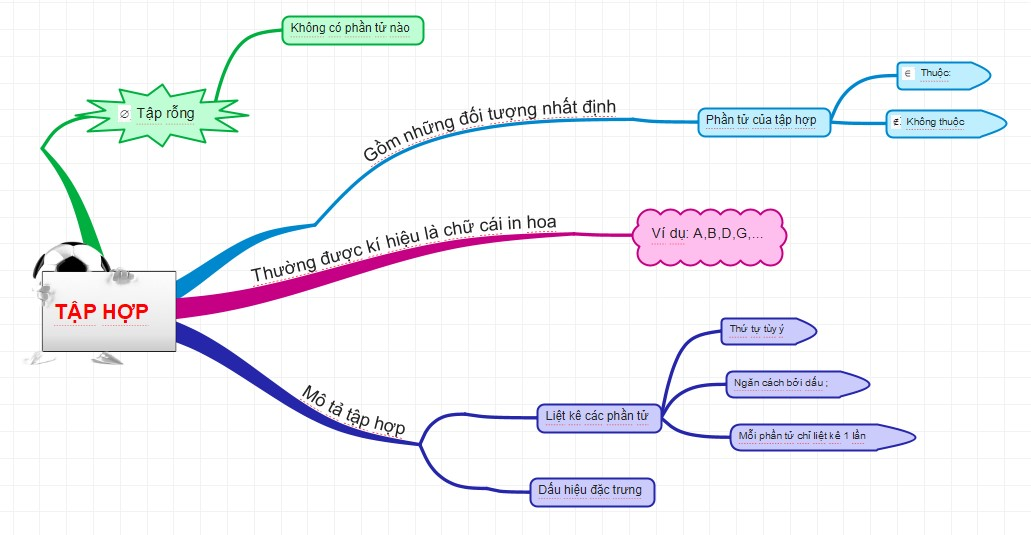 Không có phần tử nào
∅ Tập rỗng
Gồm những đối tượng nhất định
Phần tử của tập hợp
∈ Thuộc:
∉: Không thuộc
Thường được kí hiệu là chữ cái in hoa
Ví dụ: A,B,D,G,...
TẬP HỢP
Mô tả tập hợp
Liệt kê các phần tử
Thứ tự tùy ý
Ngăn cách bởi dấu ;
Mỗi phần tử chỉ liệt kê 1 lần
Dấu hiệu đặc trưng